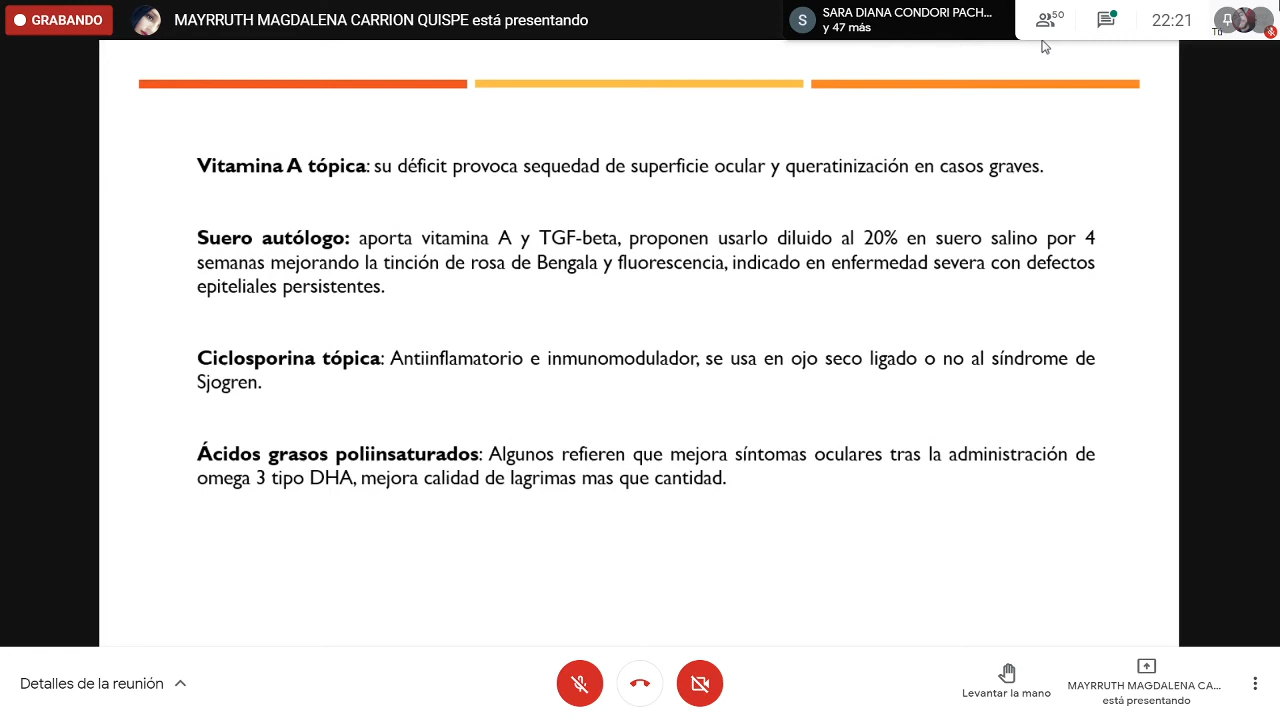 GRABANDO
MAYRRUTH MAGDALENA CARRION QUISPE está presentando
S
SARA DIANA CONDORI PACH...
y 47 más
50
22:21
Tú
Vitamina A tópica: su déficit provoca sequedad de superficie ocular y queratinización en casos graves.
Suero autólogo: aporta vitamina A y TGF-beta, proponen usarlo diluido al 20% en suero salino por 4
semanas mejorando la tinción de rosa de Bengala y fluorescencia, indicado en enfermedad severa con defectos
epiteliales persistentes.
Ciclosporina tópica: Antiinflamatorio e inmunomodulador, se usa en ojo seco ligado o no al síndrome de
Sjogren.
Ácidos grasos poliinsaturados: Algunos refieren que mejora síntomas oculares tras la administración de
omega 3 tipo DHA, mejora calidad de lagrimas mas que cantidad.
Detalles de la reunión
Levantar la mano
MAYRRUTH MAGDALENA CA...
está presentando